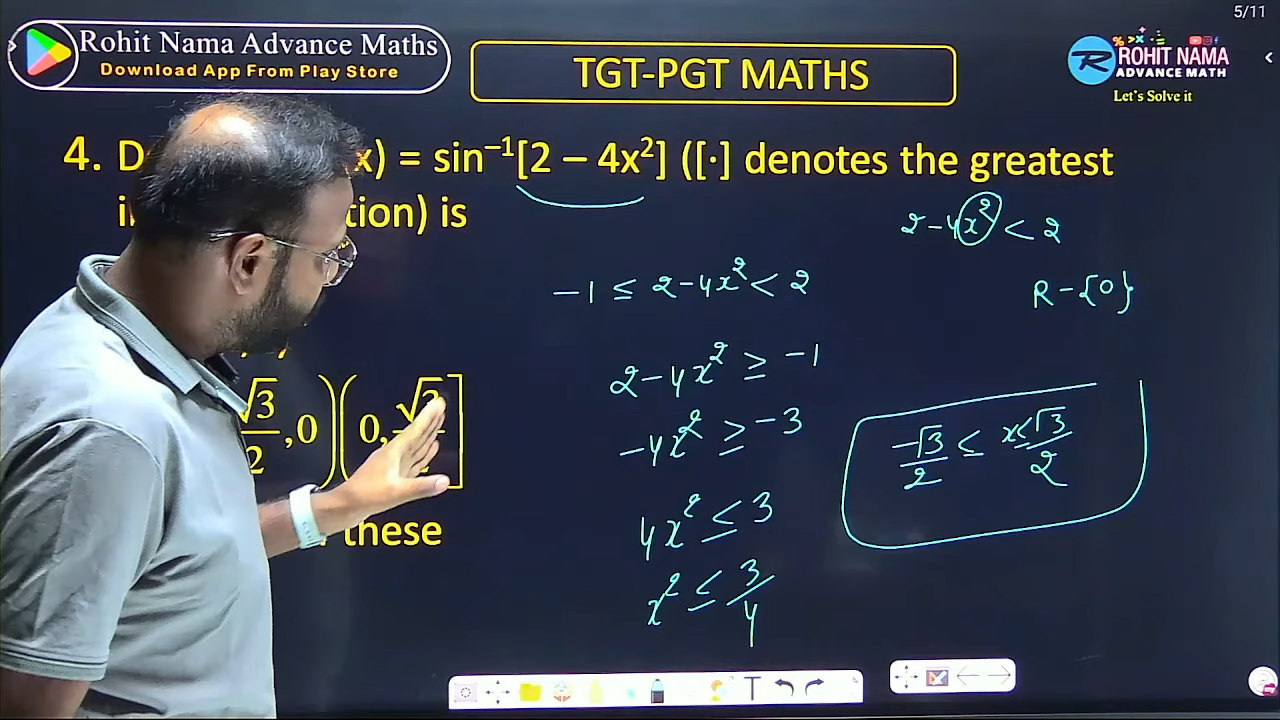 5/11
Rohit Nama Advance Maths
Download App From Play Store
TGT-PGT MATHS
ROHIT NAMA
ADVANCE MATH
Let's Solve it
4. D x) = sin⁻¹[2 – 4x²] ([·] denotes the greatest
tion) is
2-4x² < 2
-1 ≤ 2-4x² < 2
R-{0}
2-4x² ≥ -1
√3/2, 0) (0,
-4x² ≥ -3
-√3/2 ≤ x ≤ √3/2
these
4x² ≤ 3
x² ≤ 3/4
T